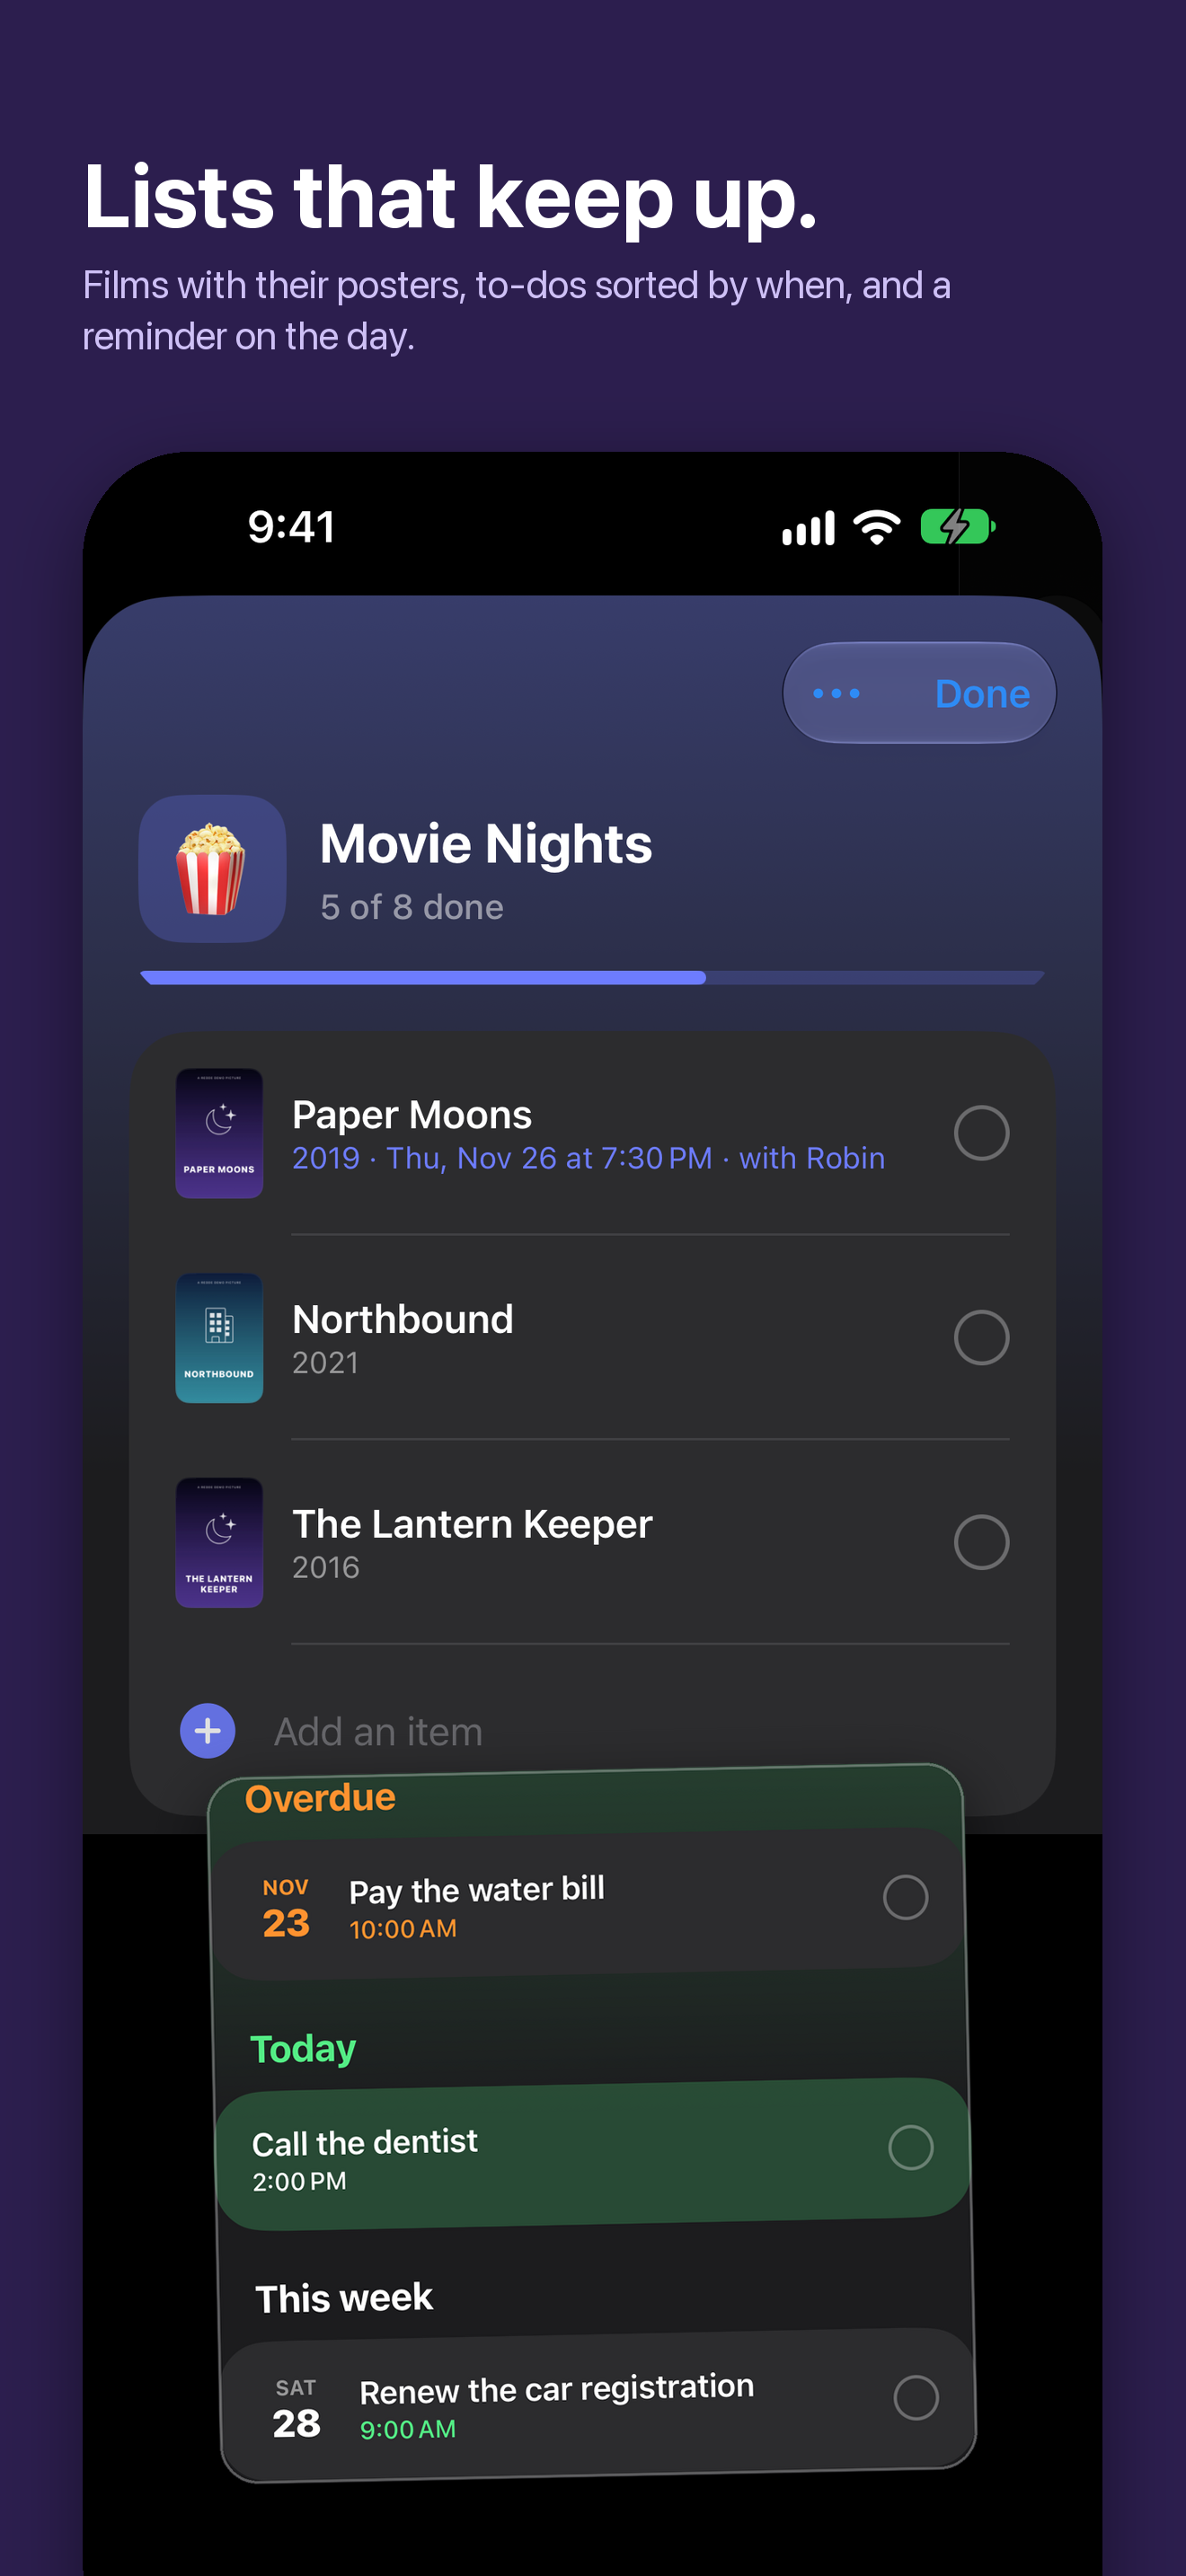 Lists that keep up.
Films with their posters, to-dos sorted by when, and a
reminder on the day.
9:41
Done
Movie Nights
5 of 8 done
PAPER MOONS
Paper Moons
2019 · Thu, Nov 26 at 7:30 PM · with Robin
NORTHBOUND
Northbound
2021
THE LANTERN
KEEPER
The Lantern Keeper
2016
Add an item
Overdue
NOV
23
Pay the water bill
10:00 AM
Today
Call the dentist
2:00 PM
This week
SAT
28
Renew the car registration
9:00 AM